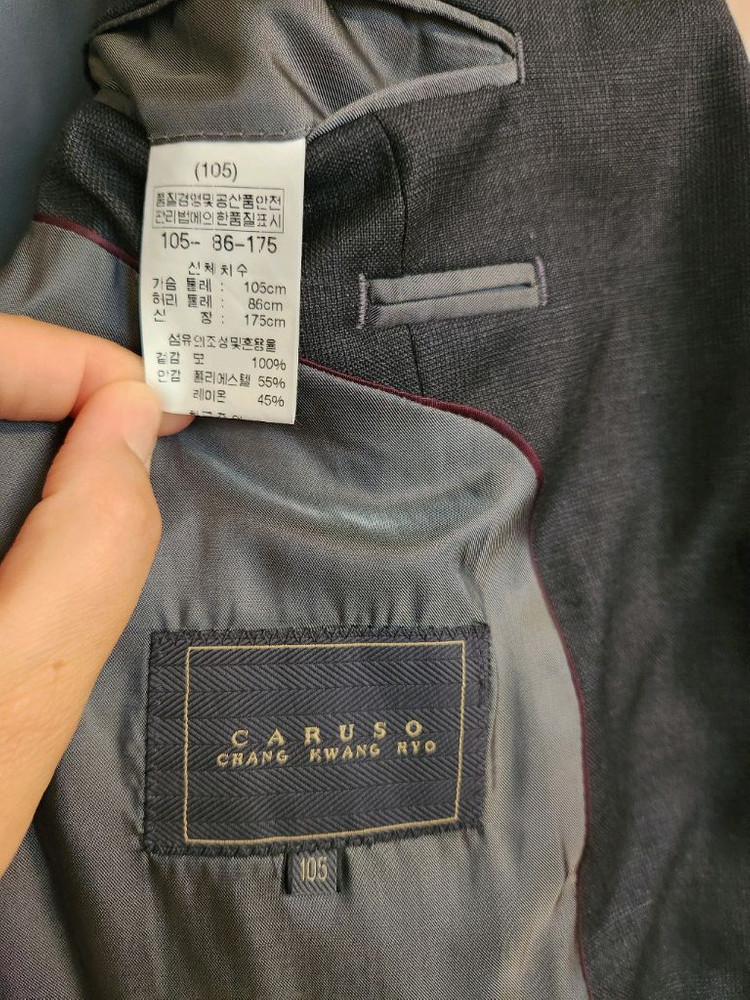 (105)
품질경영및공산품안전
관리법에의한품질표시
105- 86-175
신체치수
가슴 둘레 : 105cm
허리 둘레 : 86cm
신 장 : 175cm
섬유의조성및혼용율
겉감 모 100%
안감 폴리에스텔 55%
레이온 45%
CARUSO
CHANG KWANG HYO
105